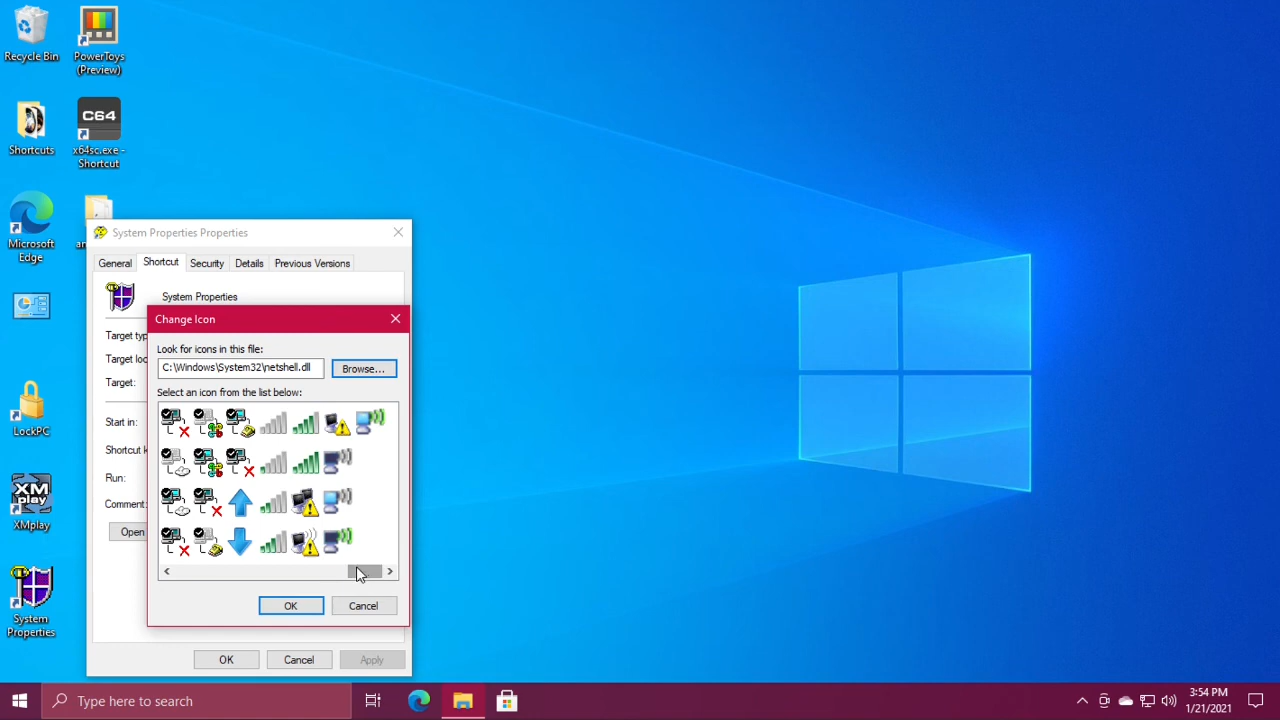 Recycle Bin
PowerToys
(Preview)
Shortcuts
C64
x64sc.exe -
Shortcut
Microsoft
Edge
an
LockPC
XM
play
XMplay
System
Properties
System Properties Properties
General
Shortcut
Security
Details
Previous Versions
System Properties
Target typ
Target loc
Target:
Start in:
Shortcut k
Run:
Comment:
Open
Change Icon
Look for icons in this file:
C:\Windows\System32\netshell.dll
Browse...
Select an icon from the list below:
OK
Cancel
OK
Cancel
Apply
Type here to search
3:54 PM
1/21/2021